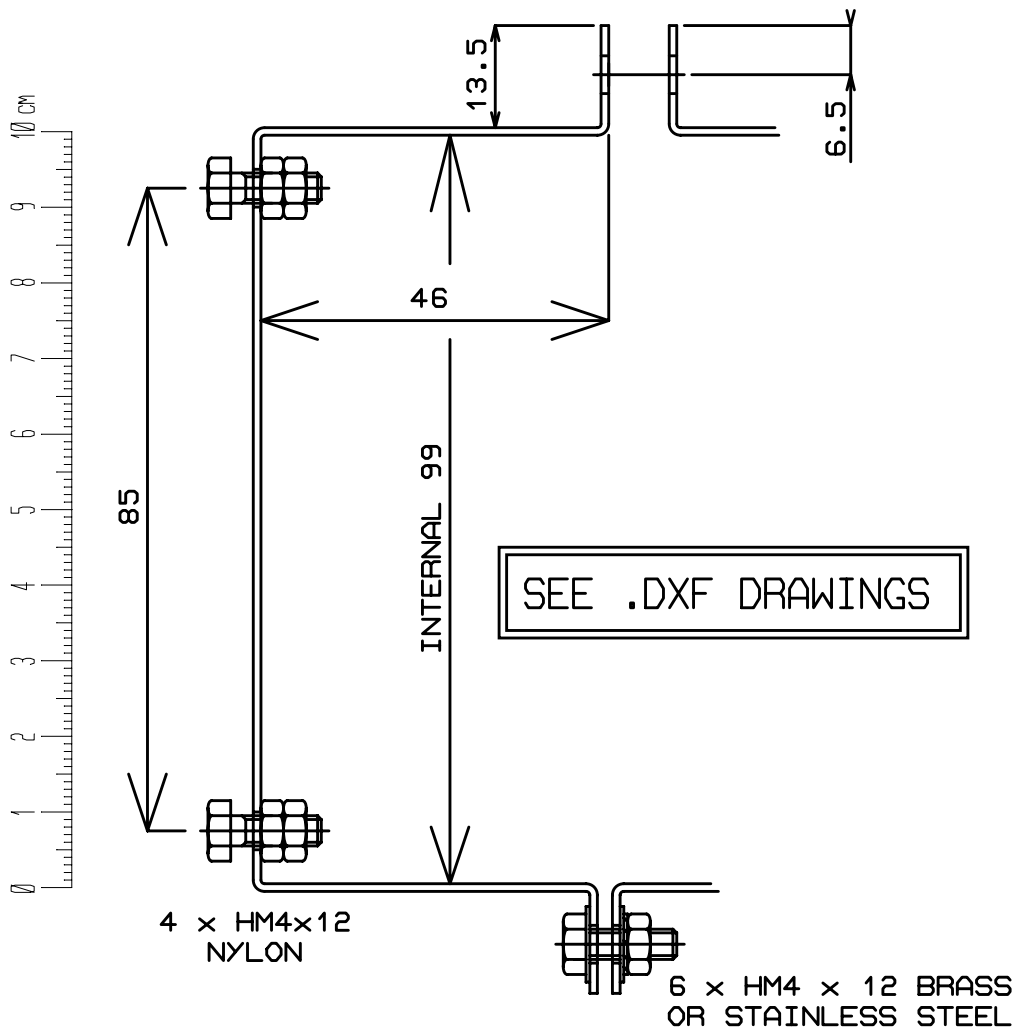 13.5
6.5
10 CM
9
8
7
6
5
4
3
2
1
0
46
85
INTERNAL 99
SEE .DXF DRAWINGS
4 x HM4x12
NYLON
6 x HM4 x 12 BRASS
OR STAINLESS STEEL